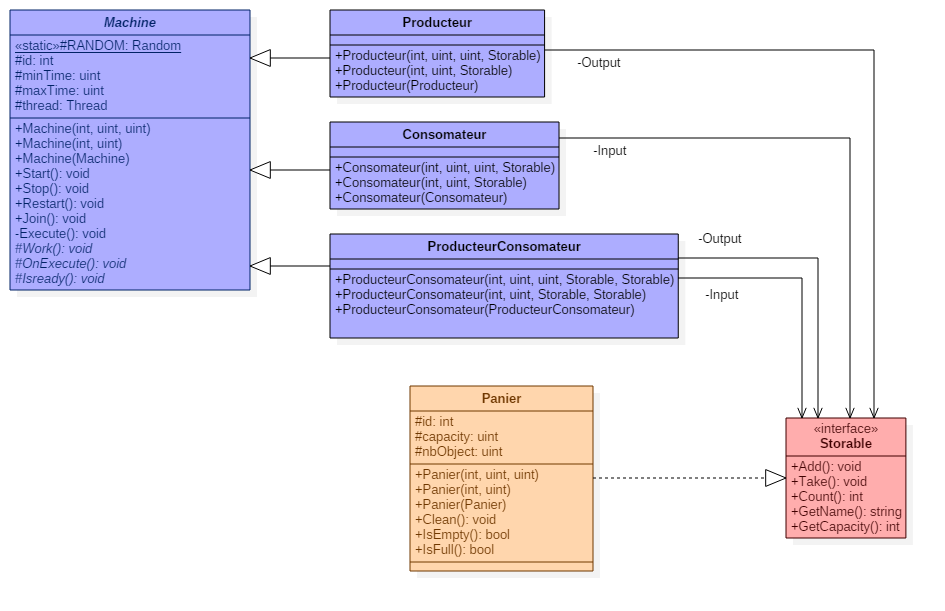 Machine
«static»#RANDOM: Random
#id: int
#minTime: uint
#maxTime: uint
#thread: Thread
+Machine(int, uint, uint)
+Machine(int, uint)
+Machine(Machine)
+Start(): void
+Stop(): void
+Restart(): void
+Join(): void
-Execute(): void
#Work(): void
#OnExecute(): void
#Isready(): void
Producteur
+Producteur(int, uint, uint, Storable)
+Producteur(int, uint, Storable)
+Producteur(Producteur)
-Output
Consomateur
+Consomateur(int, uint, uint, Storable)
+Consomateur(int, uint, Storable)
+Consomateur(Consomateur)
-Input
ProducteurConsomateur
+ProducteurConsomateur(int, uint, uint, Storable, Storable)
+ProducteurConsomateur(int, uint, Storable, Storable)
+ProducteurConsomateur(ProducteurConsomateur)
-Output
-Input
Panier
#id: int
#capacity: uint
#nbObject: uint
+Panier(int, uint, uint)
+Panier(int, uint)
+Panier(Panier)
+Clean(): void
+IsEmpty(): bool
+IsFull(): bool
«interface»
Storable
+Add(): void
+Take(): void
+Count(): int
+GetName(): string
+GetCapacity(): int